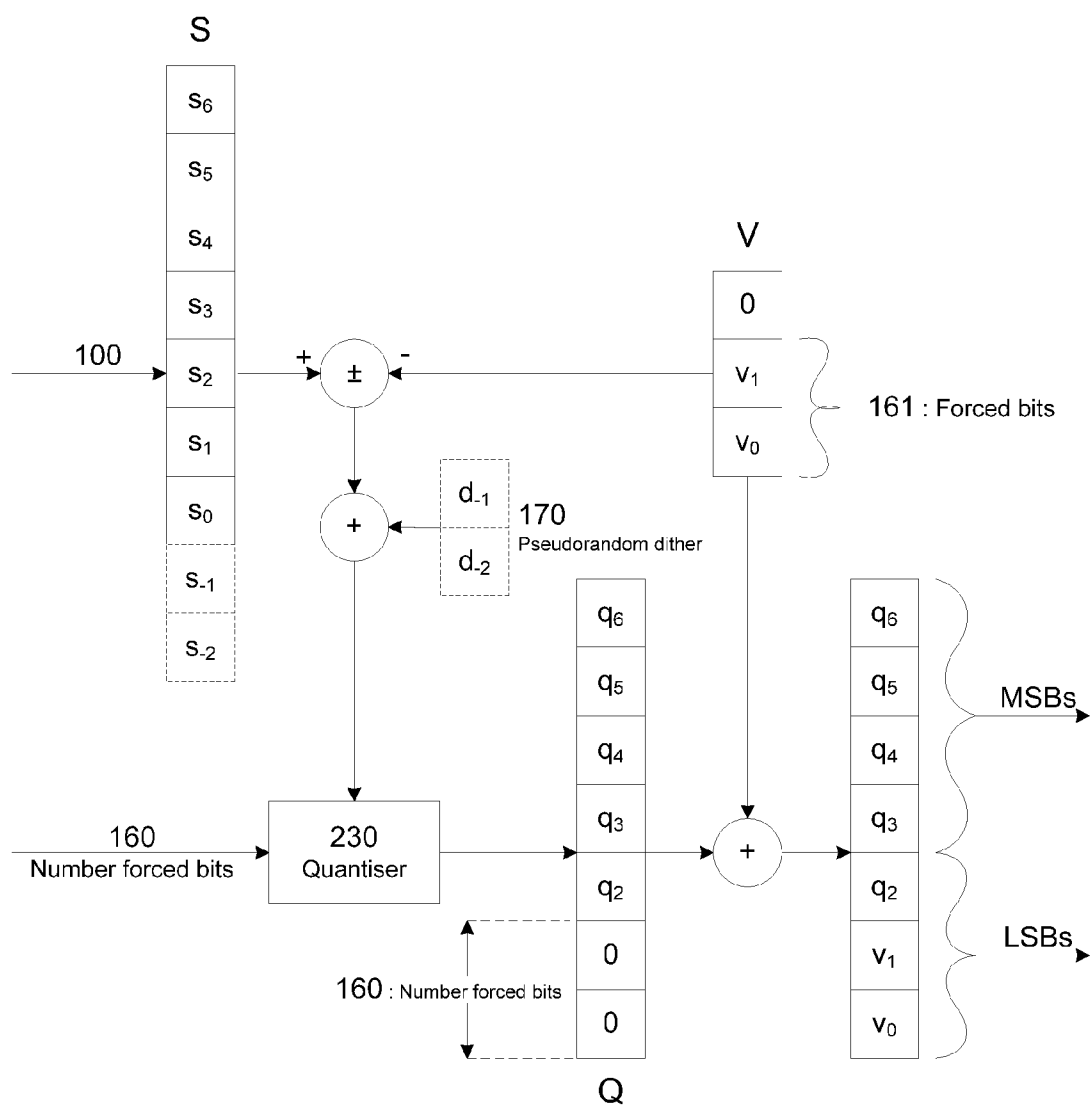 S
s6
s5
s4
s3
s2
s1
s0
s-1
s-2
100
+
±
-
V
0
v1
v0
161 : Forced bits
+
d-1
d-2
170
Pseudorandom dither
160
Number forced bits
230
Quantiser
q6
q5
q4
q3
q2
0
0
160 : Number forced bits
Q
+
q6
q5
q4
q3
q2
v1
v0
MSBs
LSBs